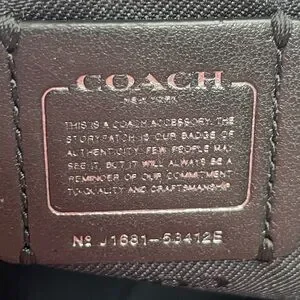 COACH
NEW YORK
THIS IS A COACH ACCESSORY. THE
STORYPATCH IS OUR BADGE OF
AUTHENTICITY. FEW PEOPLE MAY
SEE IT, BUT IT WILL ALWAYS BE A
REMINDER OF OUR COMMITMENT
TO QUALITY AND CRAFTSMANSHIP.
Nº J1681-53412E